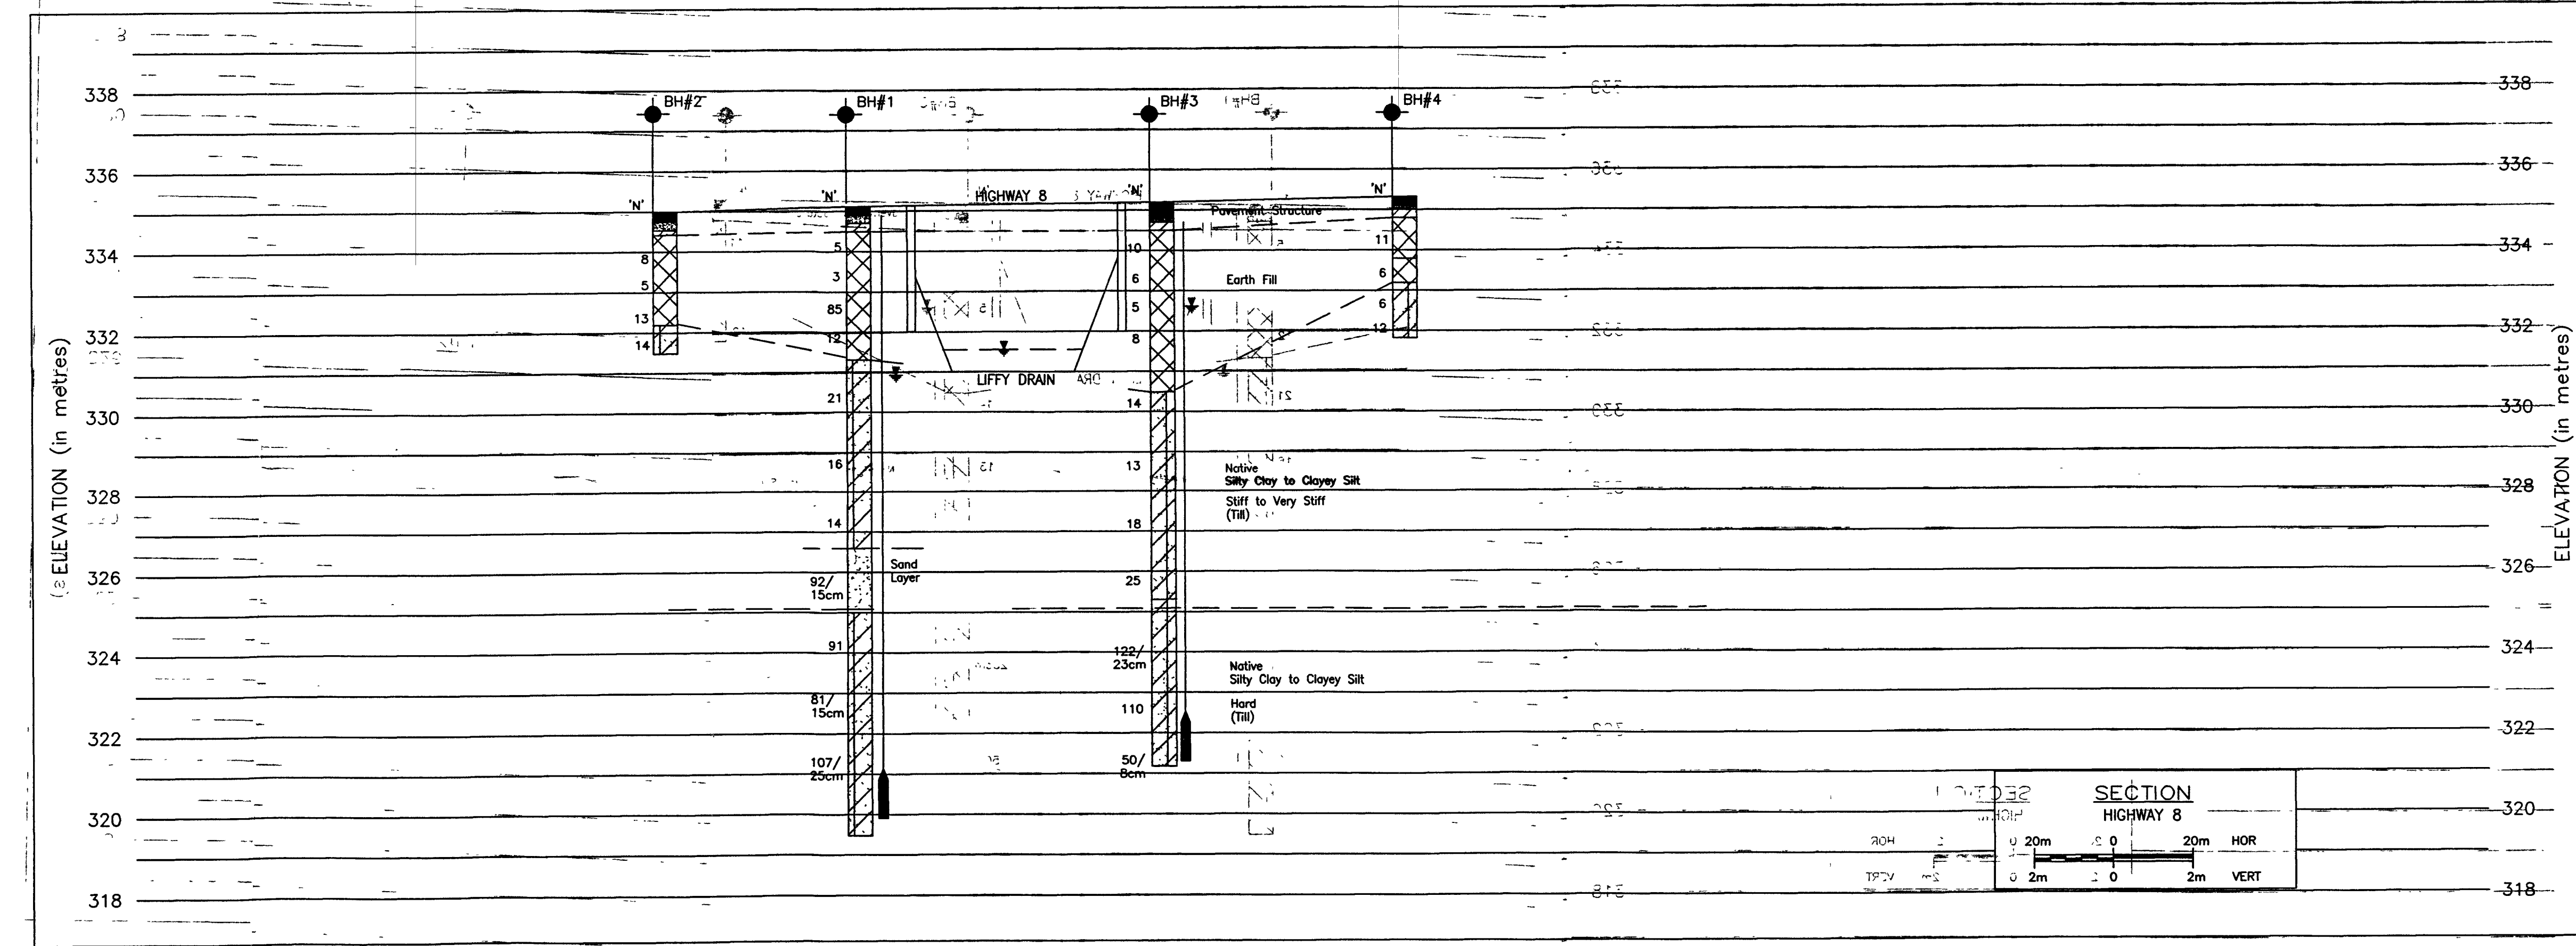 BH#2
BH#1
BH#3
BH#4
338
338
336
336
'N'
'N'
'N'
'N'
HIGHWAY 8
Pavement Structure
334
334
8
5
13
14
5
3
85
12
21
16
14
92/
15cm
91
81/
15cm
107/
25cm
Sand
Layer
LIFFY DRAIN
10
6
5
8
14
13
18
25
122/
23cm
110
50/
8cm
Earth Fill
11
6
6
12
Native
Silty Clay to Clayey Silt
Stiff to Very Stiff
(Till)
Native
Silty Clay to Clayey Silt
Hard
(Till)
332
332
330
330
328
328
326
326
324
324
322
322
320
320
318
318
ELEVATION (in metres)
ELEVATION (in metres)
SECTION
HIGHWAY 8
20m 0 20m HOR
2m 0 2m VERT